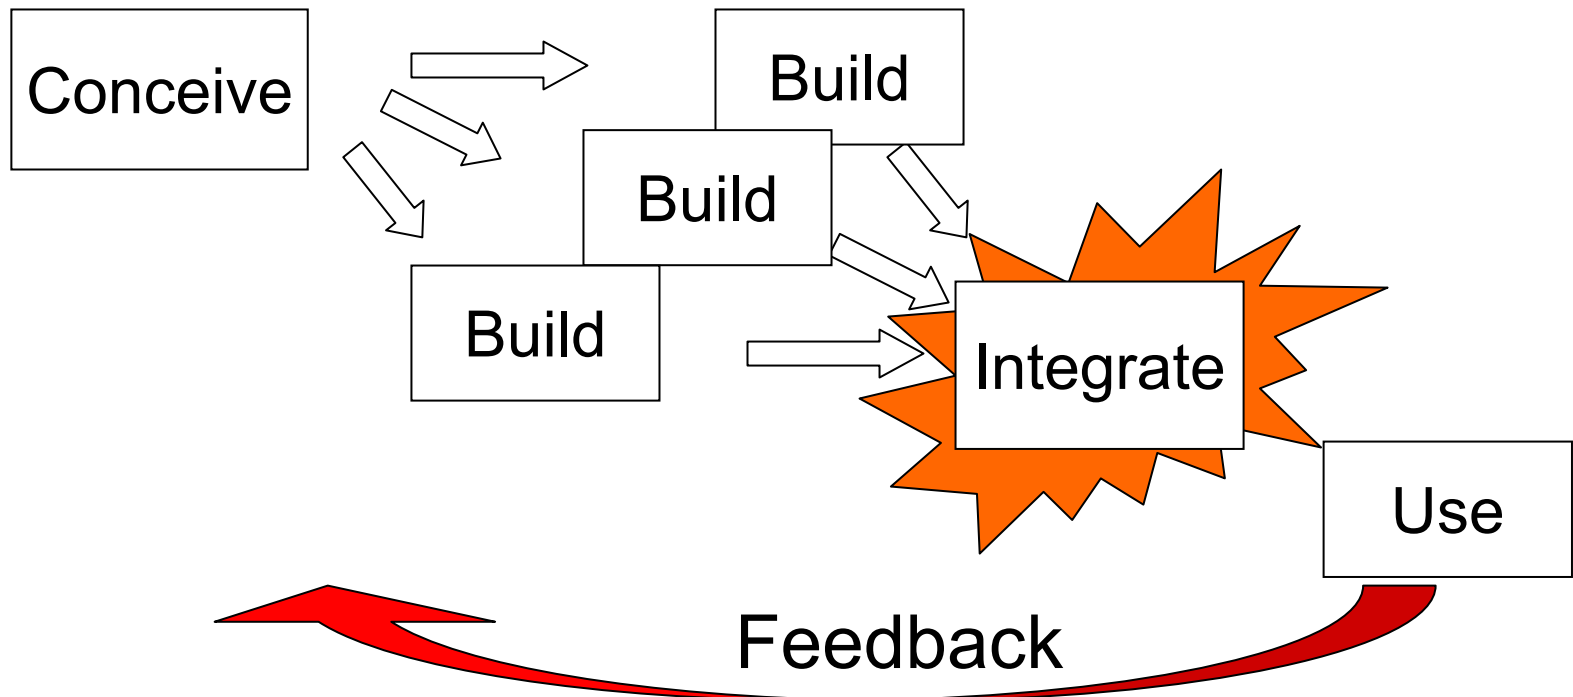 Conceive
Build
Build
Build
Integrate
Use
Feedback